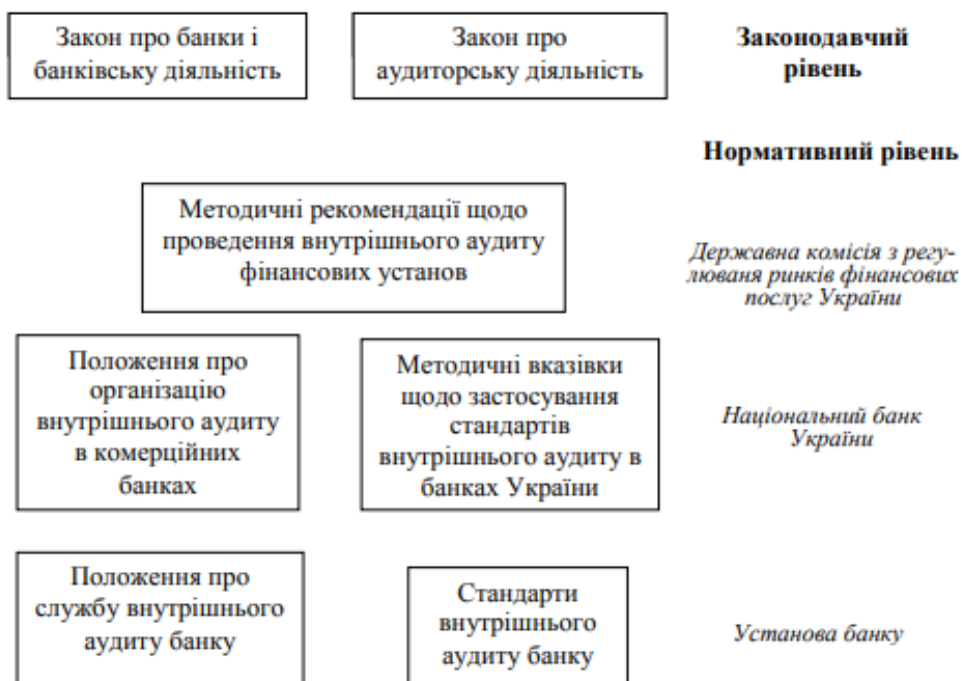 Закон про банки і
банківську діяльність
Закон про
аудиторську діяльність
Законодавчий
рівень
Нормативний рівень
Методичні рекомендації щодо
проведення внутрішнього аудиту
фінансових установ
Державна комісія з регу-
люваня ринків фінансових
послуг України
Положення про
організацію
внутрішнього аудиту
в комерційних
банках
Методичні вказівки
щодо застосування
стандартів
внутрішнього аудиту в
банках України
Національний банк
України
Положення про
службу внутрішнього
аудиту банку
Стандарти
внутрішнього
аудиту банку
Установа банку